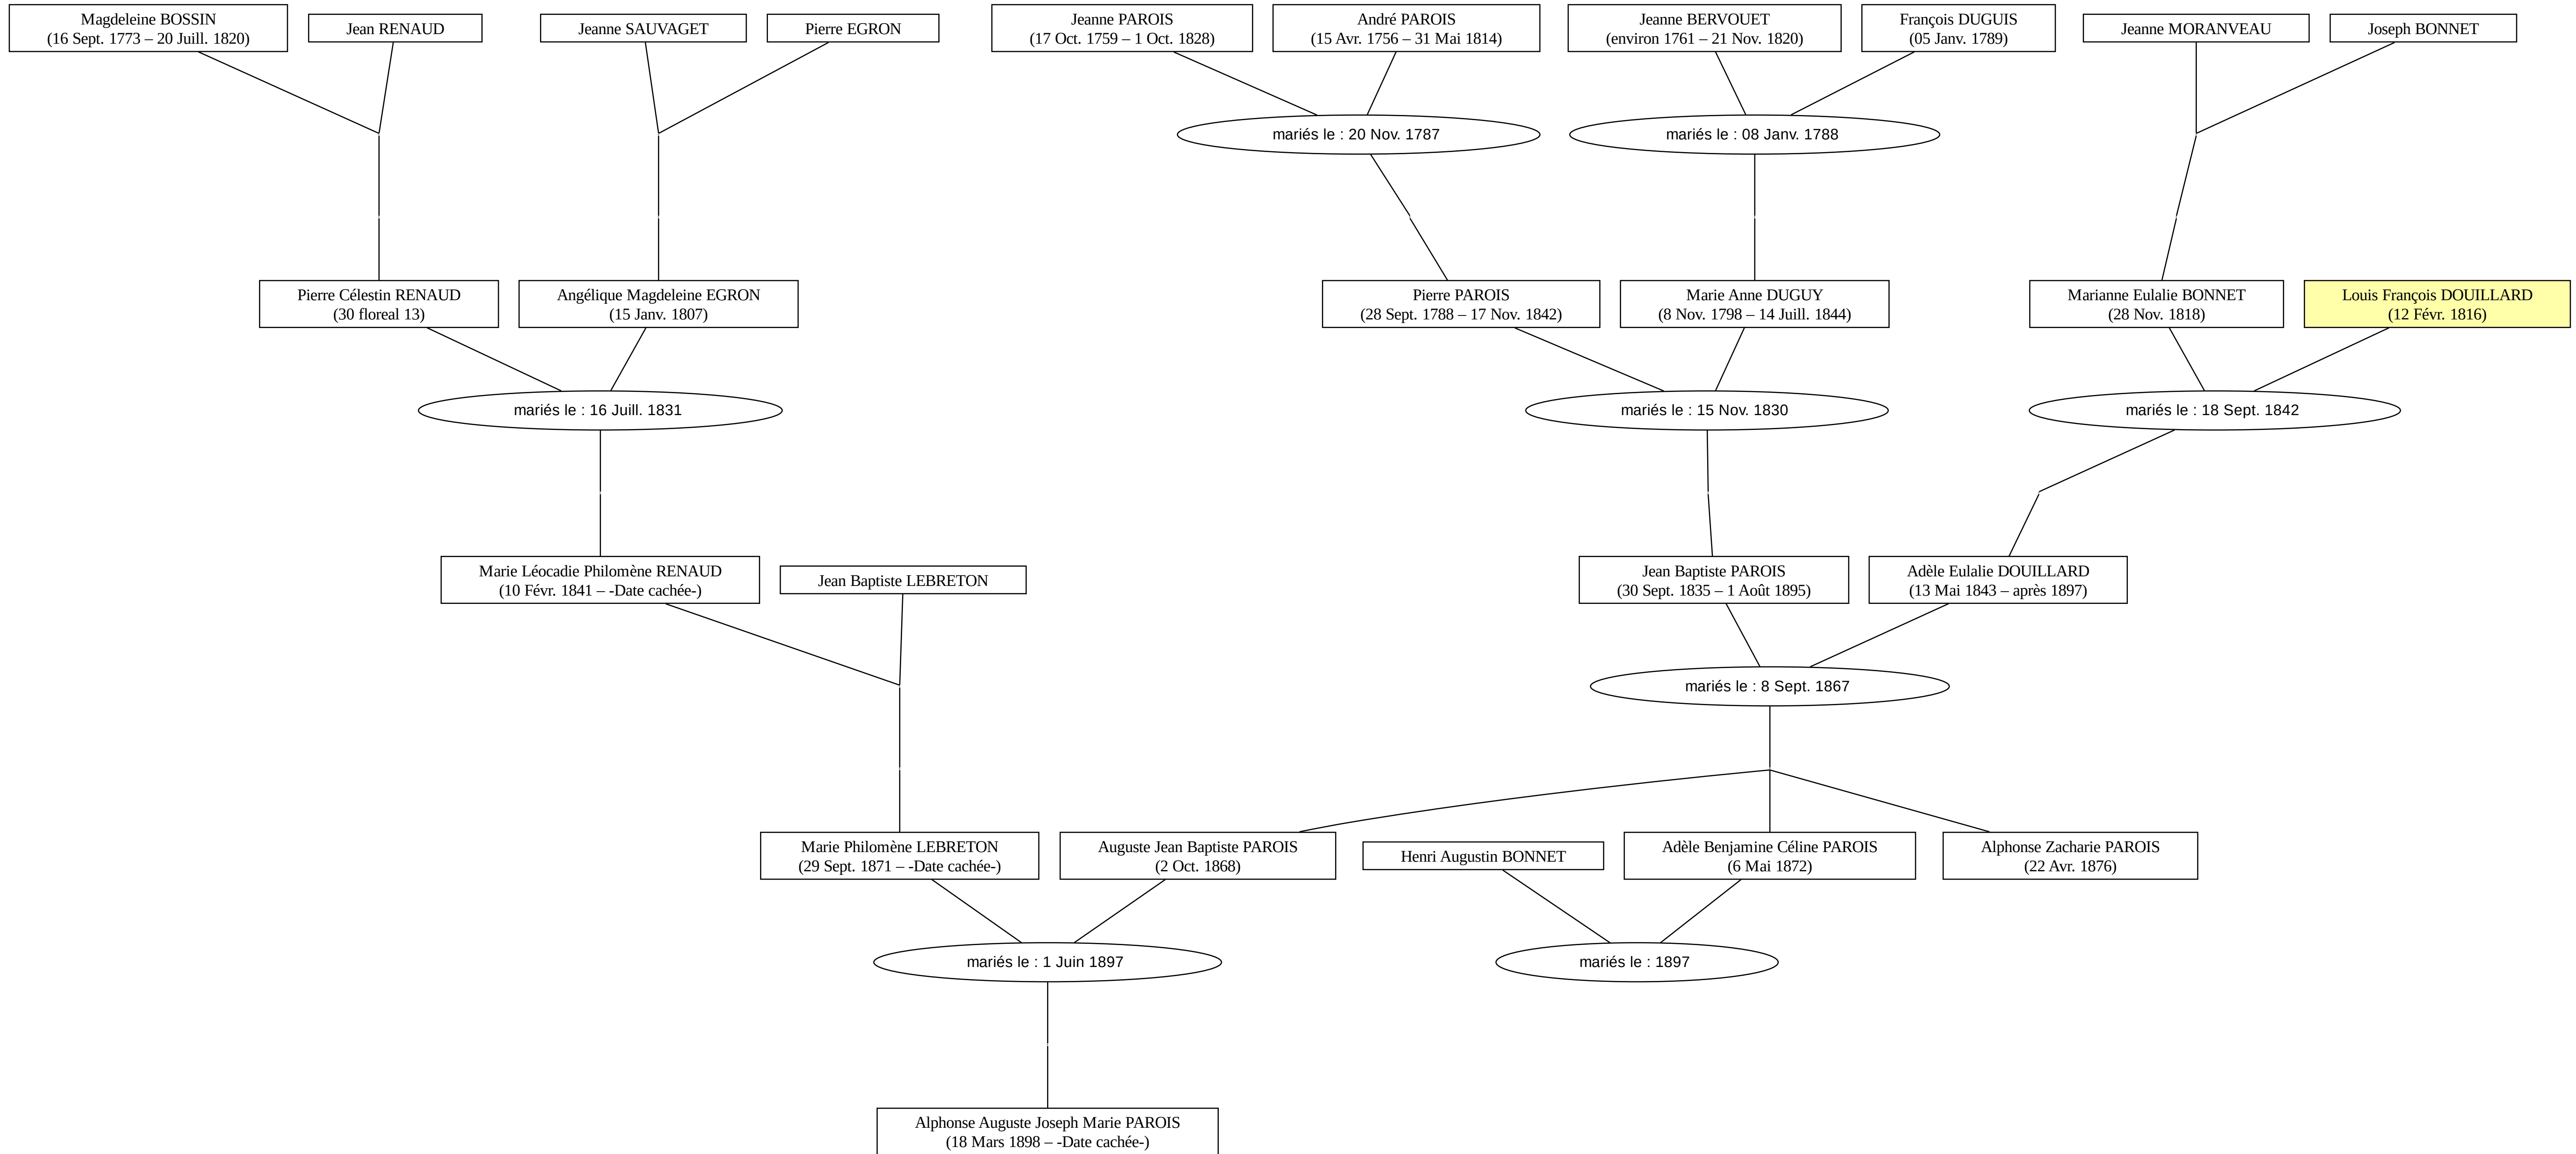 Magdeleine BOSSIN
(16 Sept. 1773 – 20 Juill. 1820)
Jean RENAUD
Jeanne SAUVAGET
Pierre EGRON
Jeanne PAROIS
(17 Oct. 1759 – 1 Oct. 1828)
André PAROIS
(15 Avr. 1756 – 31 Mai 1814)
Jeanne BERVOUET
(environ 1761 – 21 Nov. 1820)
François DUGUIS
(05 Janv. 1789)
Jeanne MORANVEAU
Joseph BONNET
mariés le : 20 Nov. 1787
mariés le : 08 Janv. 1788
Pierre Célestin RENAUD
(30 floreal 13)
Angélique Magdeleine EGRON
(15 Janv. 1807)
Pierre PAROIS
(28 Sept. 1788 – 17 Nov. 1842)
Marie Anne DUGUY
(8 Nov. 1798 – 14 Juill. 1844)
Marianne Eulalie BONNET
(28 Nov. 1818)
Louis François DOUILLARD
(12 Févr. 1816)
mariés le : 16 Juill. 1831
mariés le : 15 Nov. 1830
mariés le : 18 Sept. 1842
Marie Léocadie Philomène RENAUD
(10 Févr. 1841 – -Date cachée-)
Jean Baptiste LEBRETON
Jean Baptiste PAROIS
(30 Sept. 1835 – 1 Août 1895)
Adèle Eulalie DOUILLARD
(13 Mai 1843 – après 1897)
mariés le : 8 Sept. 1867
Marie Philomène LEBRETON
(29 Sept. 1871 – -Date cachée-)
Auguste Jean Baptiste PAROIS
(2 Oct. 1868)
Henri Augustin BONNET
Adèle Benjamine Céline PAROIS
(6 Mai 1872)
Alphonse Zacharie PAROIS
(22 Avr. 1876)
mariés le : 1 Juin 1897
mariés le : 1897
Alphonse Auguste Joseph Marie PAROIS
(18 Mars 1898 – -Date cachée-)